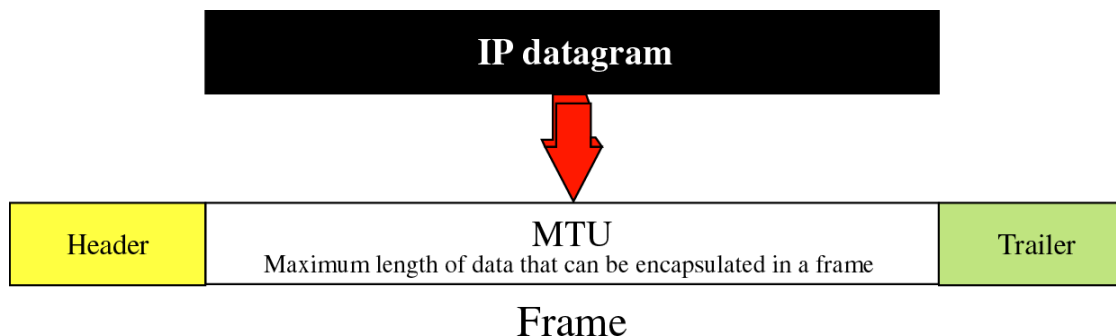 IP datagram
Header
MTU
Maximum length of data that can be encapsulated in a frame
Trailer
Frame